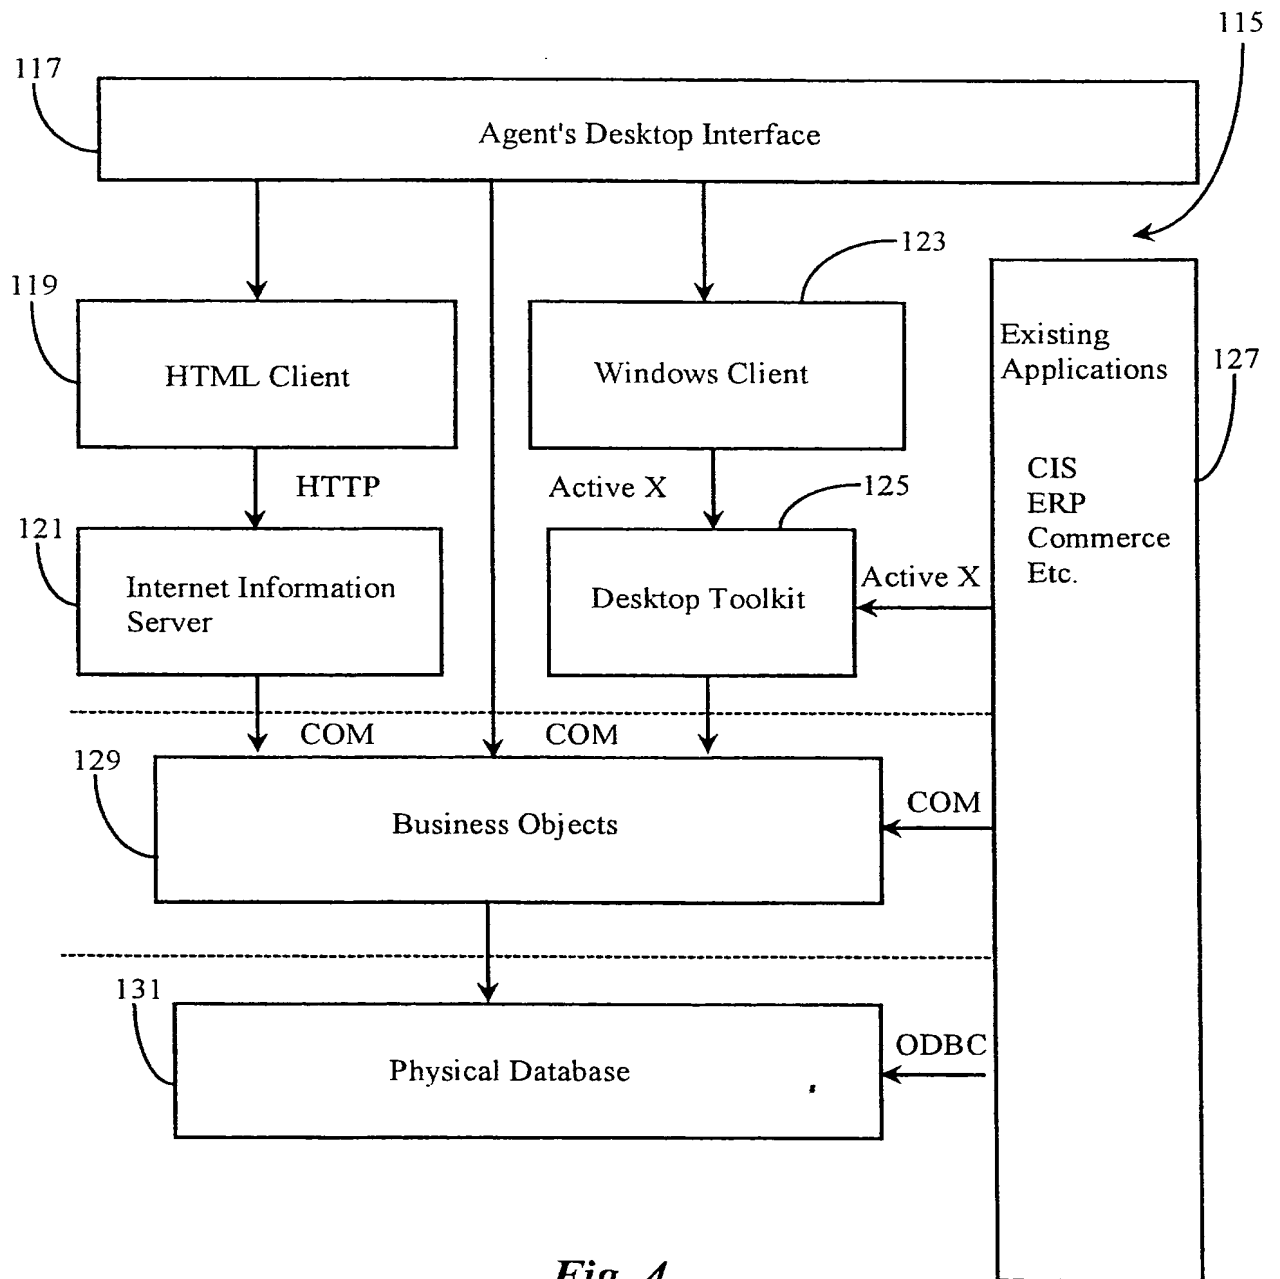 115
117
Agent's Desktop Interface
123
119
HTML Client
Windows Client
Existing
Applications
127
CIS
ERP
Commerce
Etc.
HTTP
Active X
125
121
Internet Information
Server
Desktop Toolkit
Active X
COM
COM
129
Business Objects
COM
131
Physical Database
ODBC
Fig. 4